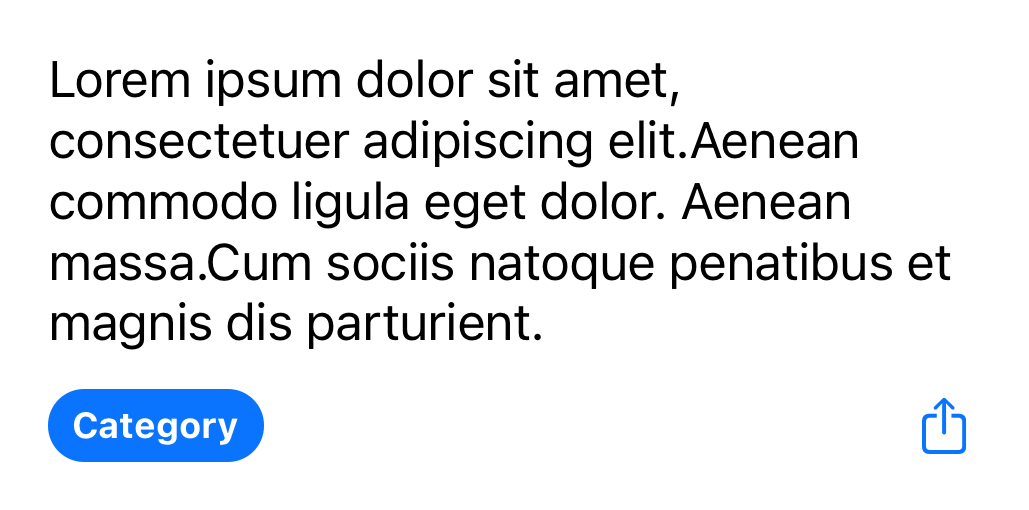 Lorem ipsum dolor sit amet,
consectetuer adipiscing elit.Aenean
commodo ligula eget dolor. Aenean
massa.Cum sociis natoque penatibus et
magnis dis parturient.
Category